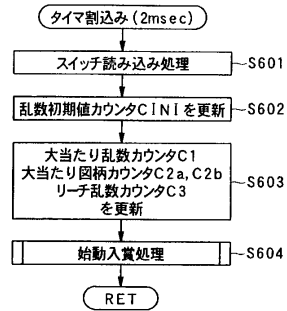 タイマ割込み(2msec)
スイッチ読み込み処理
S601
乱数初期値カウンタCINIを更新
S602
大当たり乱数カウンタC1
大当たり図柄カウンタC2a,C2b
リーチ乱数カウンタC3
を更新
S603
始動入賞処理
S604
RET